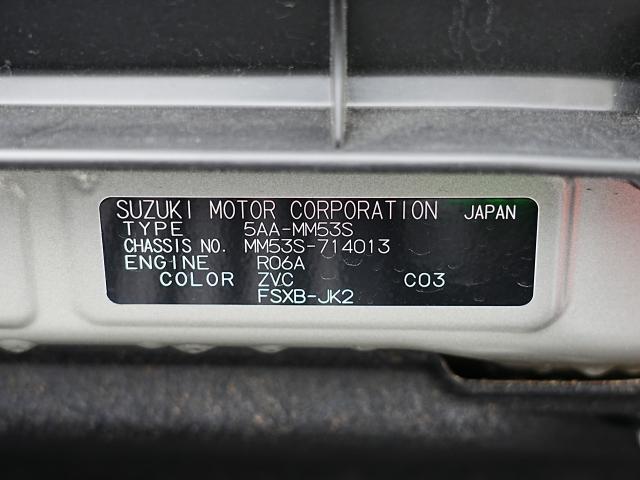 SUZUKI MOTOR CORPORATION JAPAN
TYPE 5AA-MM53S
CHASSIS NO. MM53S-714013
ENGINE R06A
COLOR ZVC C03
FSXB-JK2